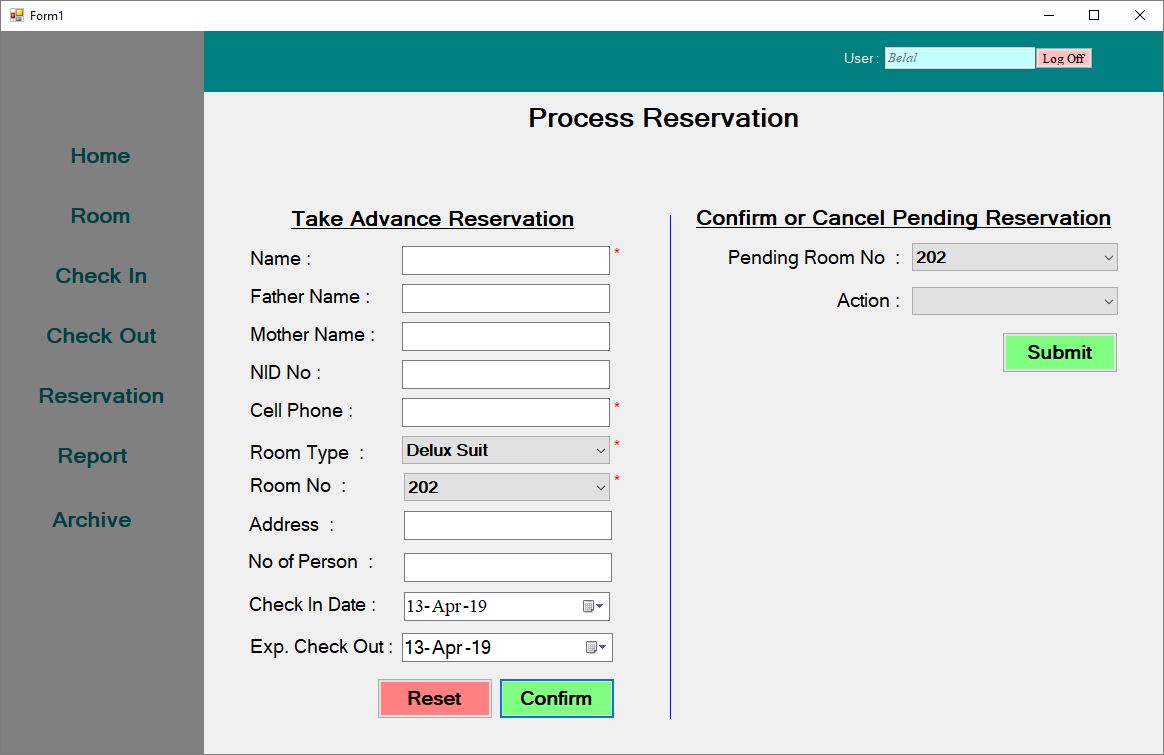 Form1
User : Belal Log Off
Home
Room
Check In
Check Out
Reservation
Report
Archive
Process Reservation
Take Advance Reservation
Name : *
Father Name :
Mother Name :
NID No :
Cell Phone : *
Room Type : Delux Suit *
Room No : 202 *
Address :
No of Person :
Check In Date : 13-Apr-19
Exp. Check Out : 13-Apr-19
Reset Confirm
Confirm or Cancel Pending Reservation
Pending Room No : 202
Action :
Submit